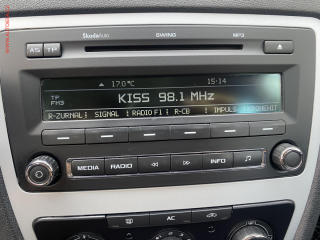 ŠkodaAuto SWING MP3
AS TP
17.0°C 15:14
TP
FM3
KISS 98.1 MHz
R-ZURNAL SIGNAL RADIO F1 R-CB IMPULS
MEDIA RADIO INFO
AC